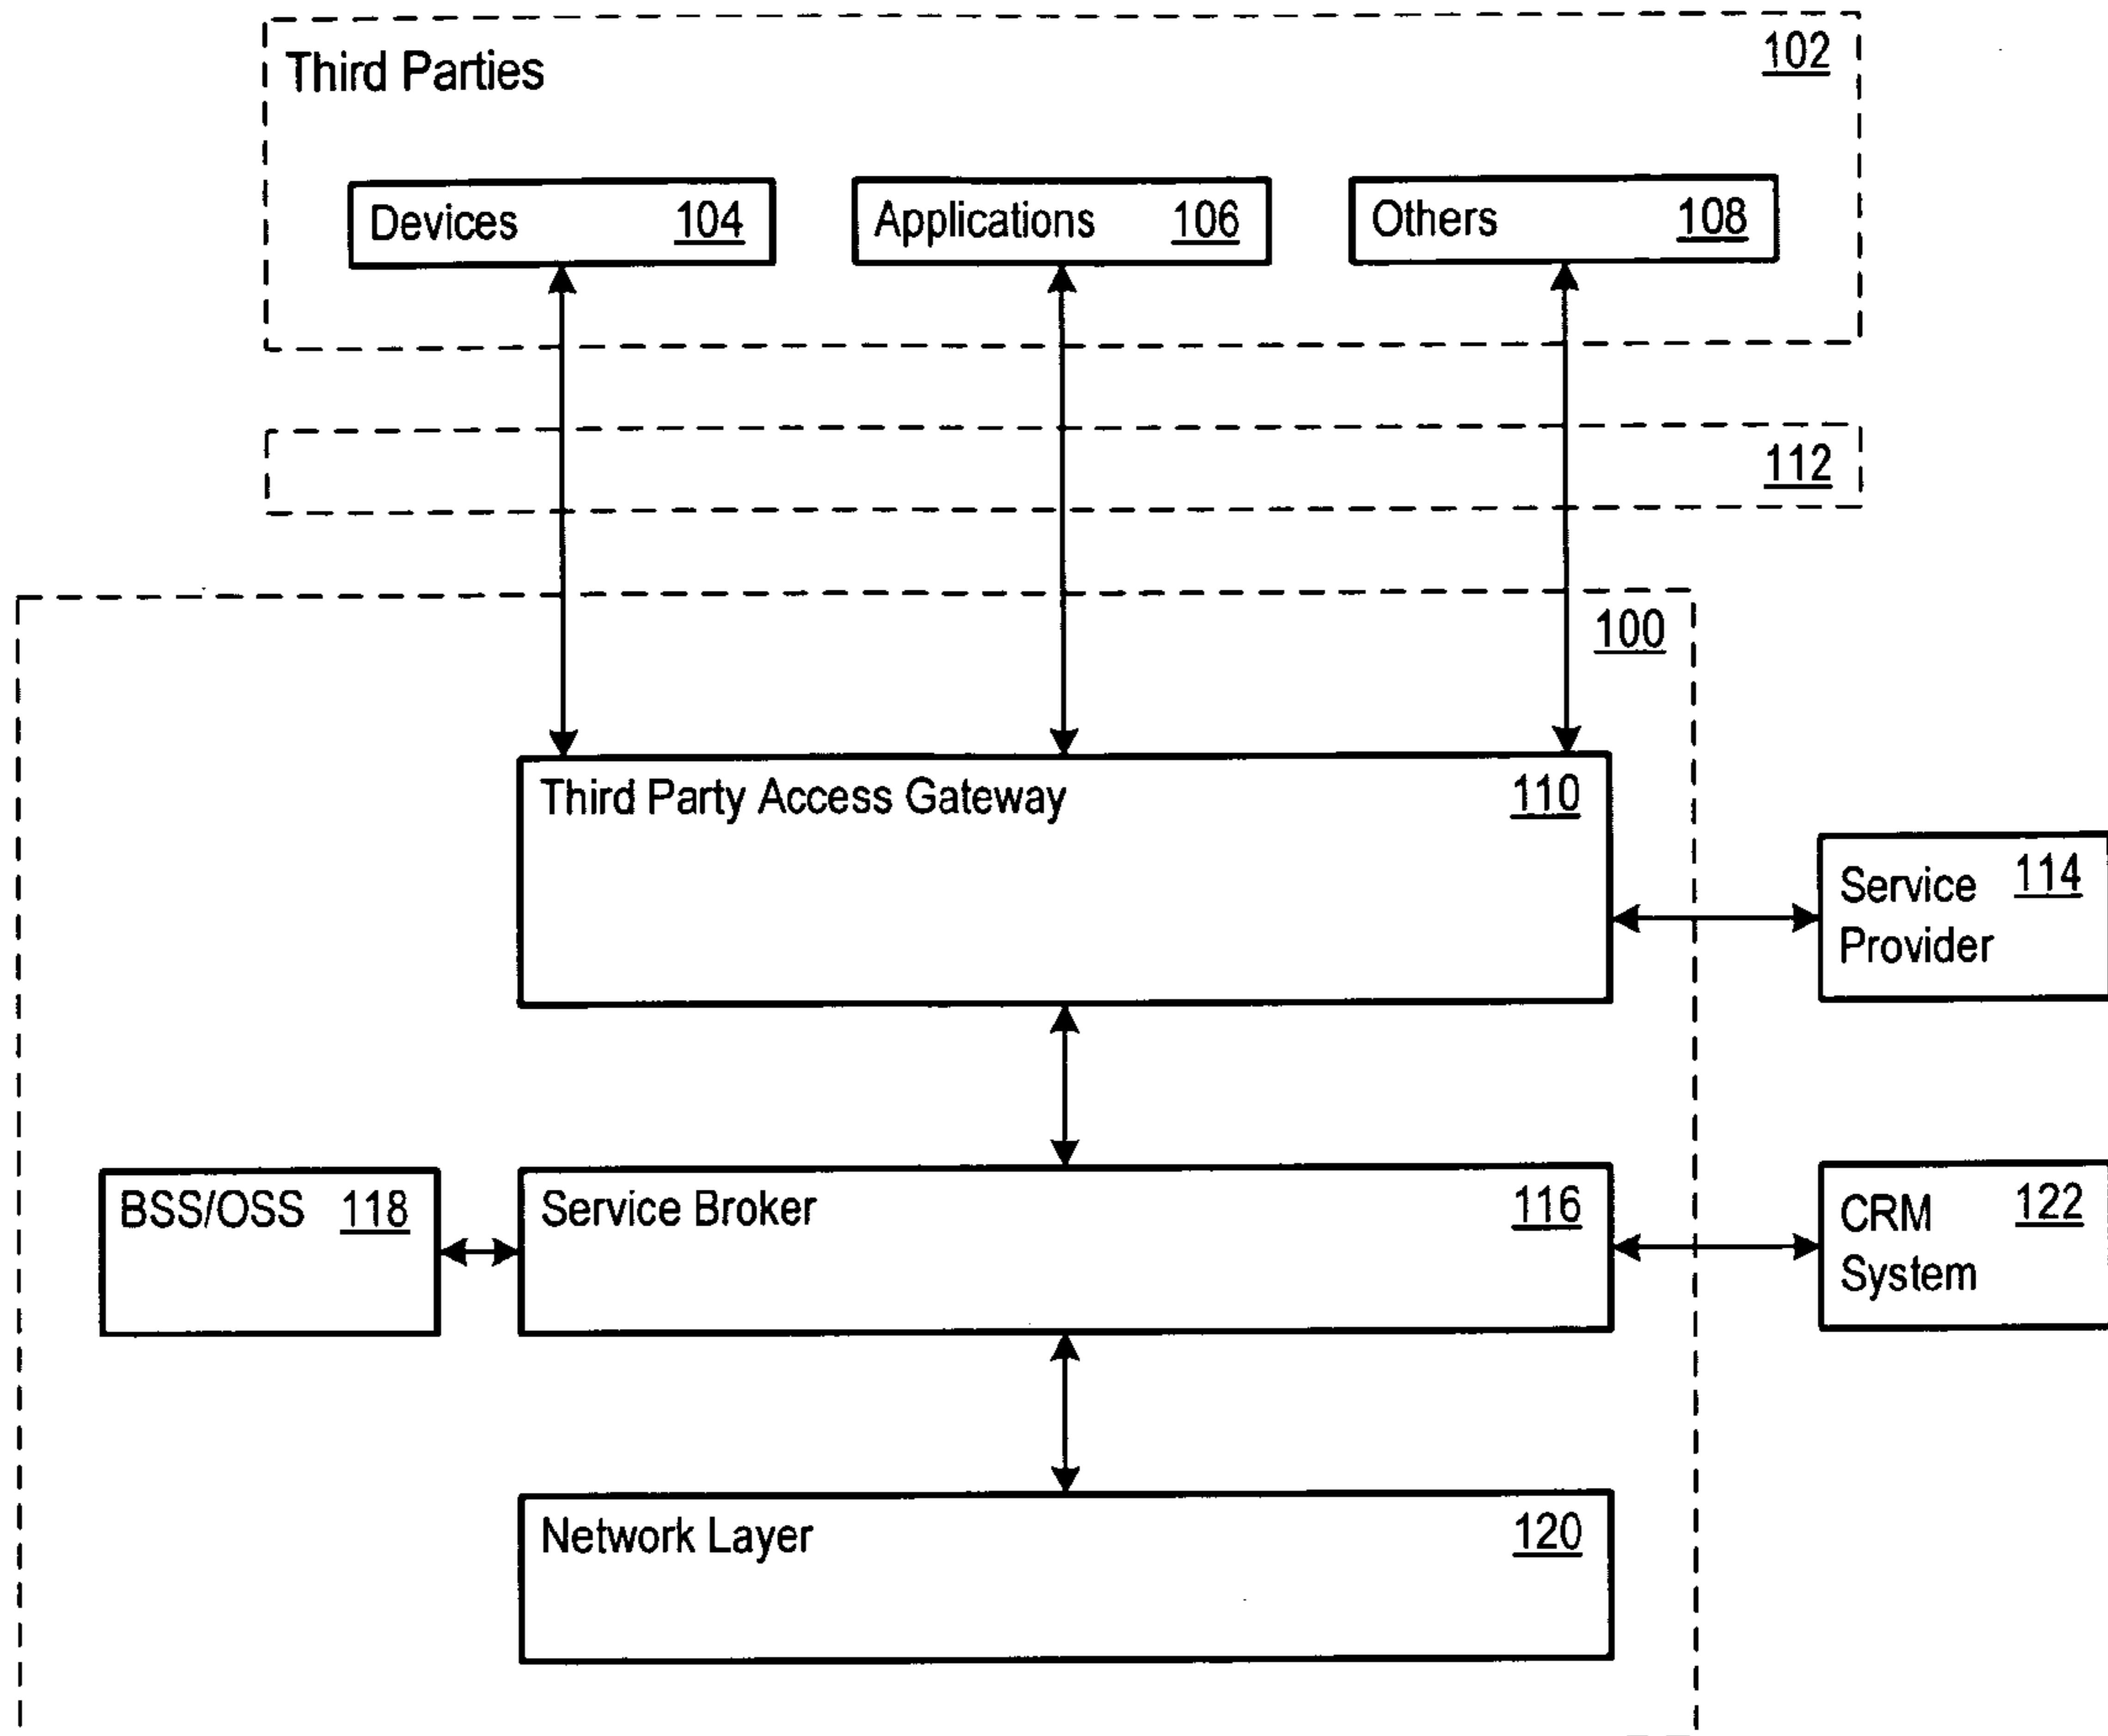 Third Parties 102
Devices 104 Applications 106 Others 108
112
100
Third Party Access Gateway 110
Service 114
Provider
BSS/OSS 118
Service Broker 116
CRM 122
System
Network Layer 120